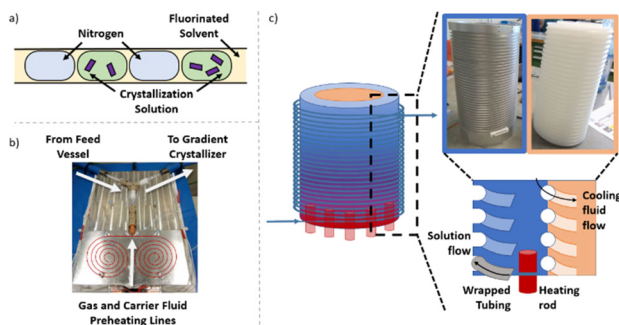 a)
Nitrogen
Fluorinated
Solvent
Crystallization
Solution
b)
From Feed
Vessel
To Gradient
Crystallizer
Gas and Carrier Fluid
Preheating Lines
c)
Cooling
fluid
flow
Solution
flow
Wrapped
Tubing
Heating
rod